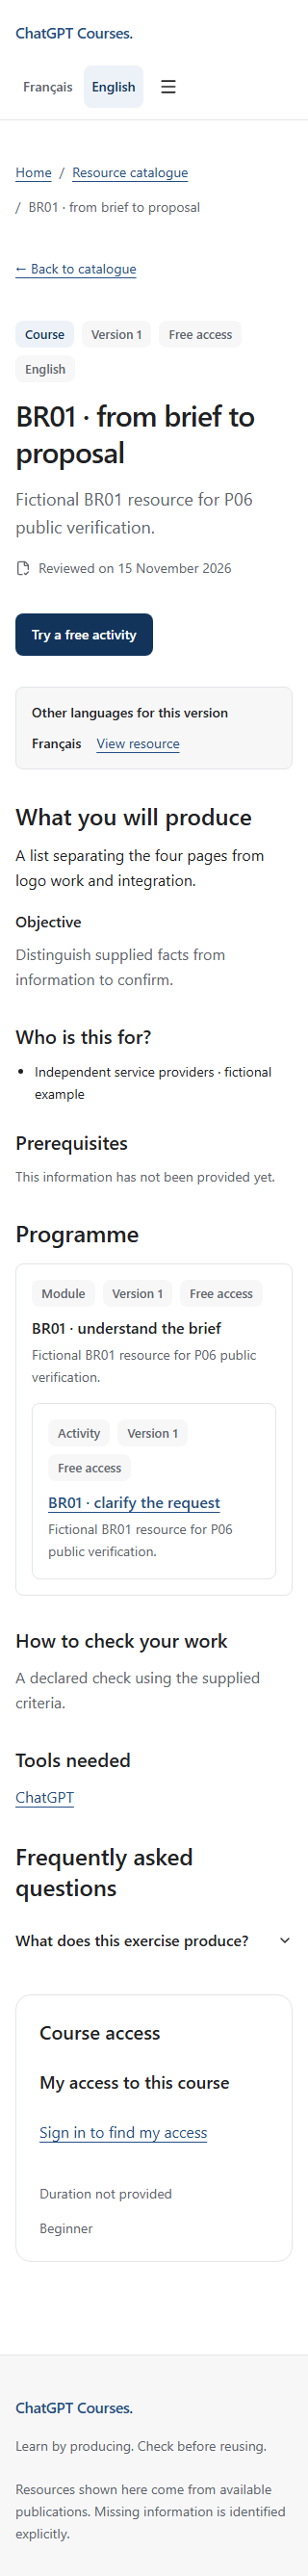 ChatGPT Courses.
Français English
Home / Resource catalogue
/ BR01 · from brief to proposal
← Back to catalogue
Course Version 1 Free access
English
BR01 · from brief to
proposal
Fictional BR01 resource for P06
public verification.
Reviewed on 15 November 2026
Try a free activity
Other languages for this version
Français View resource
What you will produce
A list separating the four pages from
logo work and integration.
Objective
Distinguish supplied facts from
information to confirm.
Who is this for?
• Independent service providers · fictional
example
Prerequisites
This information has not been provided yet.
Programme
Module Version 1 Free access
BR01 · understand the brief
Fictional BR01 resource for P06 public
verification.
Activity Version 1
Free access
BR01 · clarify the request
Fictional BR01 resource for P06
public verification.
How to check your work
A declared check using the supplied
criteria.
Tools needed
ChatGPT
Frequently asked
questions
What does this exercise produce?
Course access
My access to this course
Sign in to find my access
Duration not provided
Beginner
ChatGPT Courses.
Learn by producing. Check before reusing.
Resources shown here come from available
publications. Missing information is identified
explicitly.